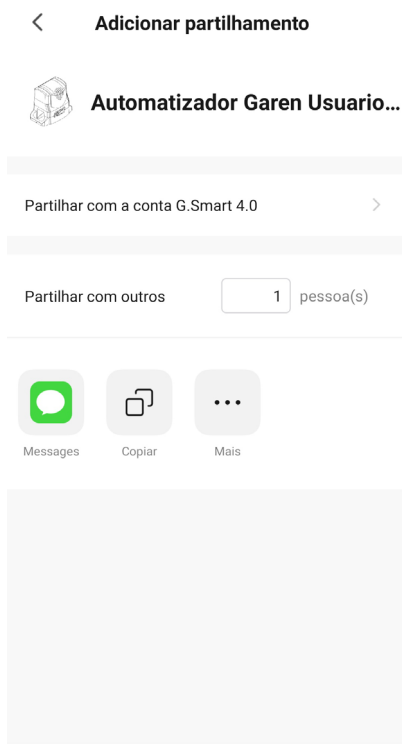 Adicionar partilhamento
Automatizador Garen Usuario...
Partilhar com a conta G.Smart 4.0
Partilhar com outros 1 pessoa(s)
Messages Copiar Mais